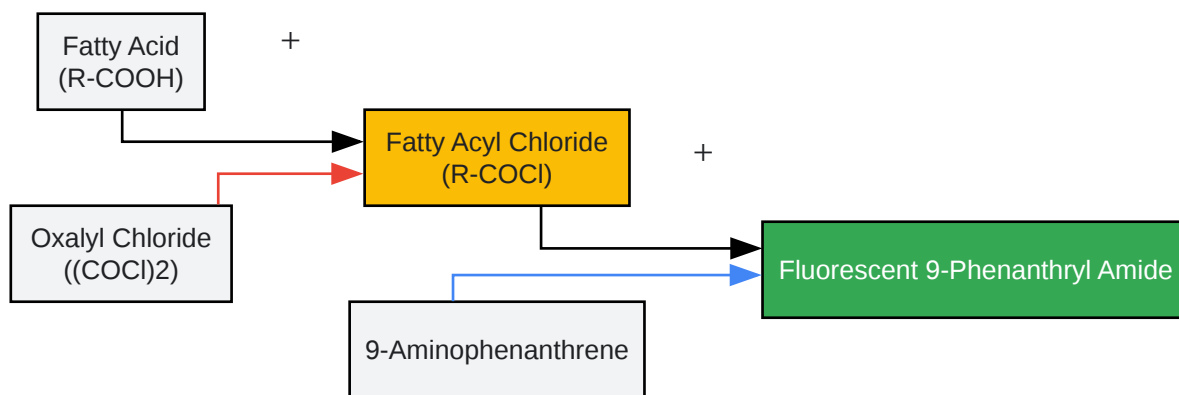 Fatty Acid
(R-COOH)
+
Fatty Acyl Chloride
(R-COCl)
+
Oxalyl Chloride
((COCl)2)
Fluorescent 9-Phenanthryl Amide
9-Aminophenanthrene